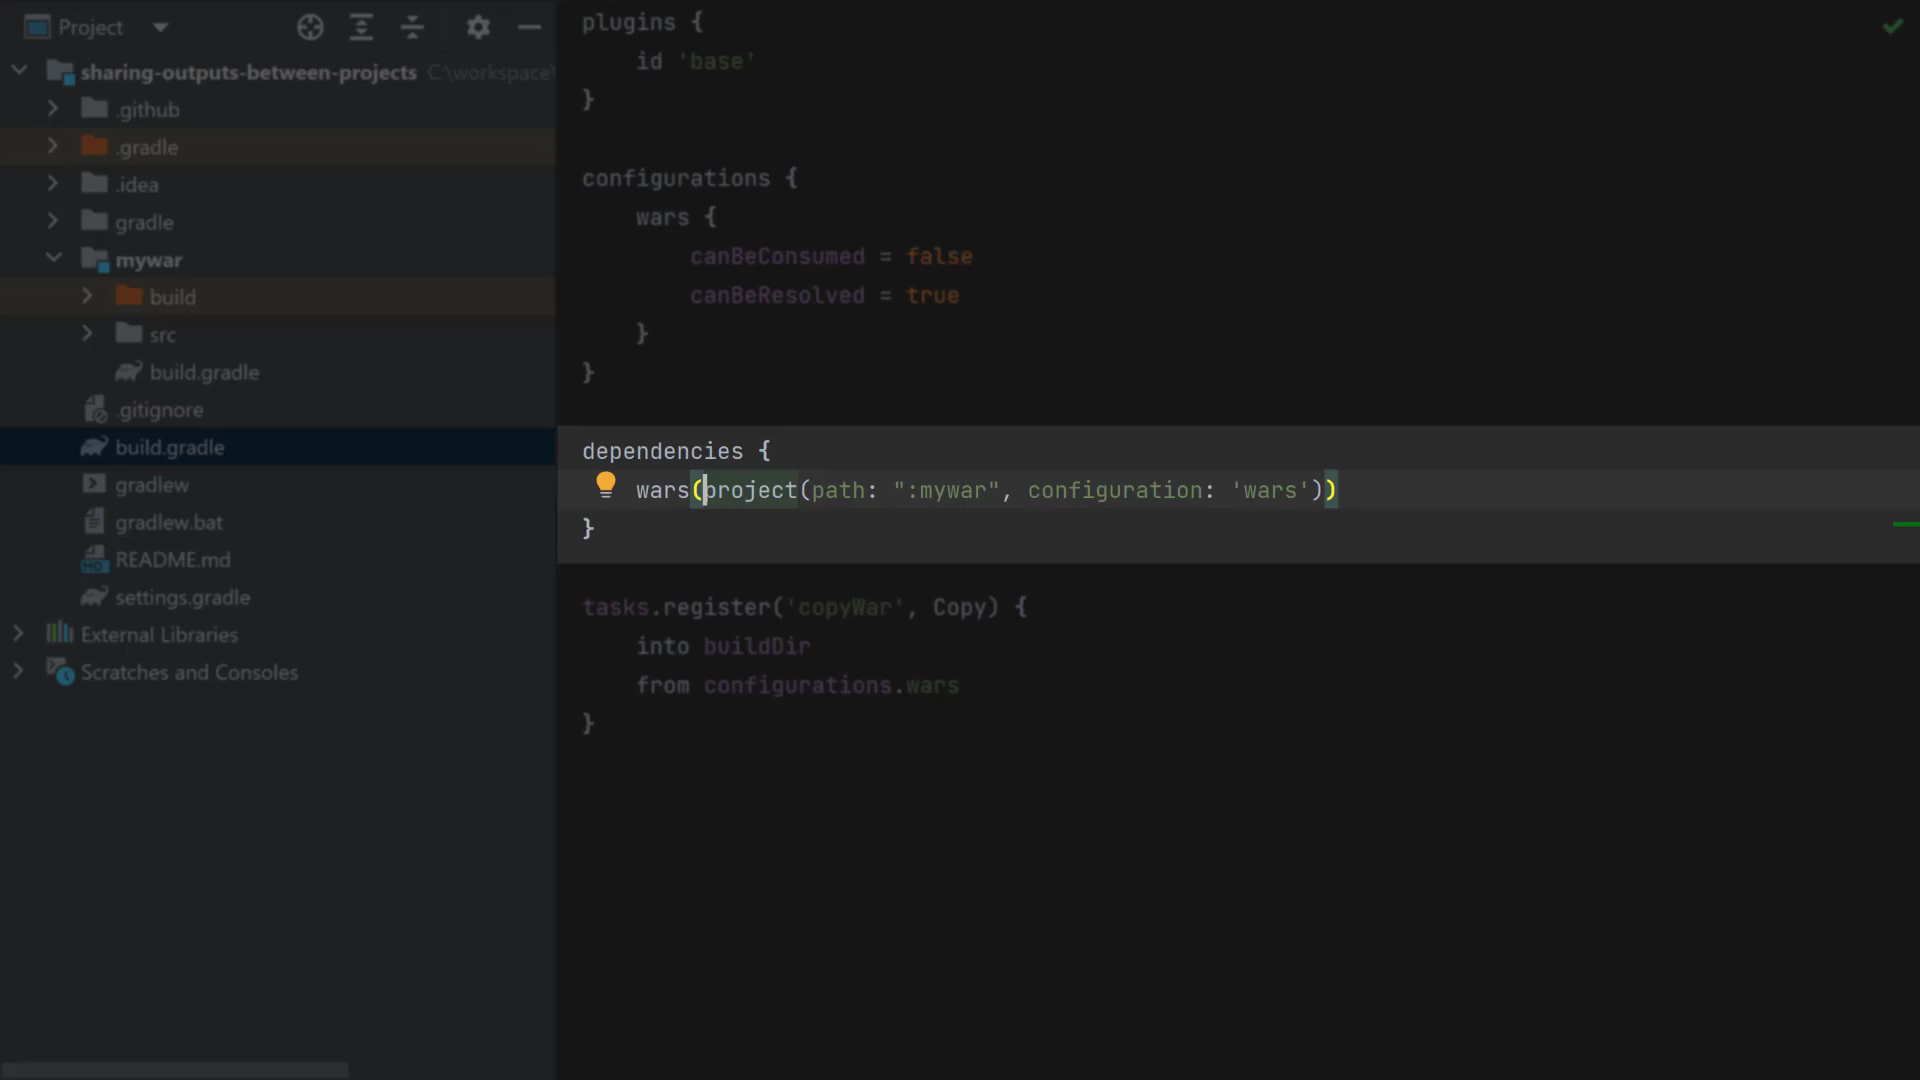 Project
sharing-outputs-between-projects C:\workspace\
.github
.gradle
.idea
gradle
mywar
build
src
build.gradle
.gitignore
build.gradle
gradlew
gradlew.bat
README.md
settings.gradle
External Libraries
Scratches and Consoles
plugins {
    id 'base'
}
configurations {
    wars {
        canBeConsumed = false
        canBeResolved = true
    }
}
dependencies {
    wars(project(path: ":mywar", configuration: 'wars'))
}
tasks.register('copyWar', Copy) {
    into buildDir
    from configurations.wars
}